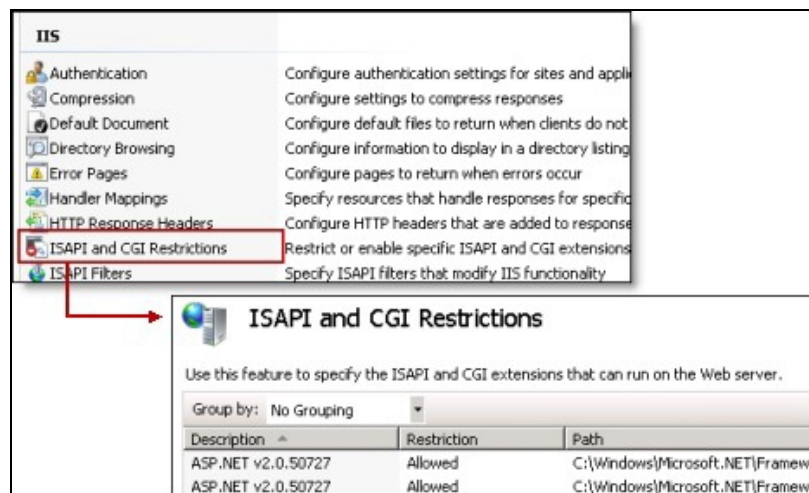 IIS
Authentication Configure authentication settings for sites and appli
Compression Configure settings to compress responses
Default Document Configure default files to return when clients do not
Directory Browsing Configure information to display in a directory listing
Error Pages Configure pages to return when errors occur
Handler Mappings Specify resources that handle responses for specific
HTTP Response Headers Configure HTTP headers that are added to response
ISAPI and CGI Restrictions Restrict or enable specific ISAPI and CGI extensions
ISAPI Filters Specify ISAPI filters that modify IIS functionality
ISAPI and CGI Restrictions
Use this feature to specify the ISAPI and CGI extensions that can run on the Web server.
Group by: No Grouping
Description Restriction Path
ASP.NET v2.0.50727 Allowed C:\Windows\Microsoft.NET\Framew
ASP.NET v2.0.50727 Allowed C:\Windows\Microsoft.NET\Framew